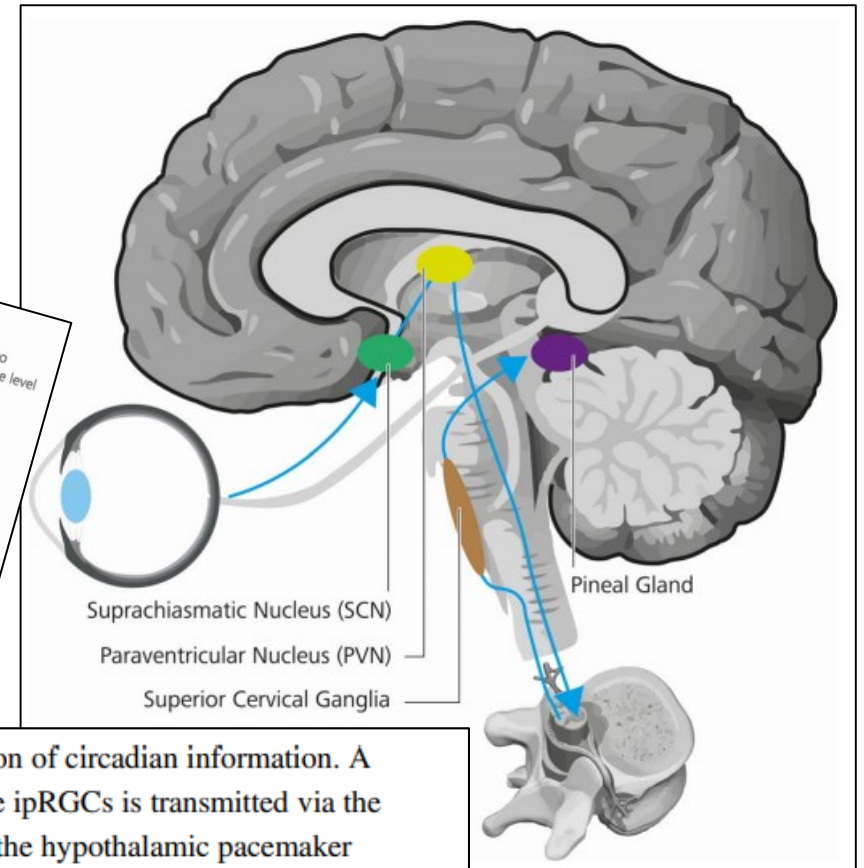 e level
Suprachiasmatic Nucleus (SCN)
Paraventricular Nucleus (PVN)
Superior Cervical Ganglia
Pineal Gland
on of circadian information. A
ipRGCs is transmitted via the
the hypothalamic pacemaker